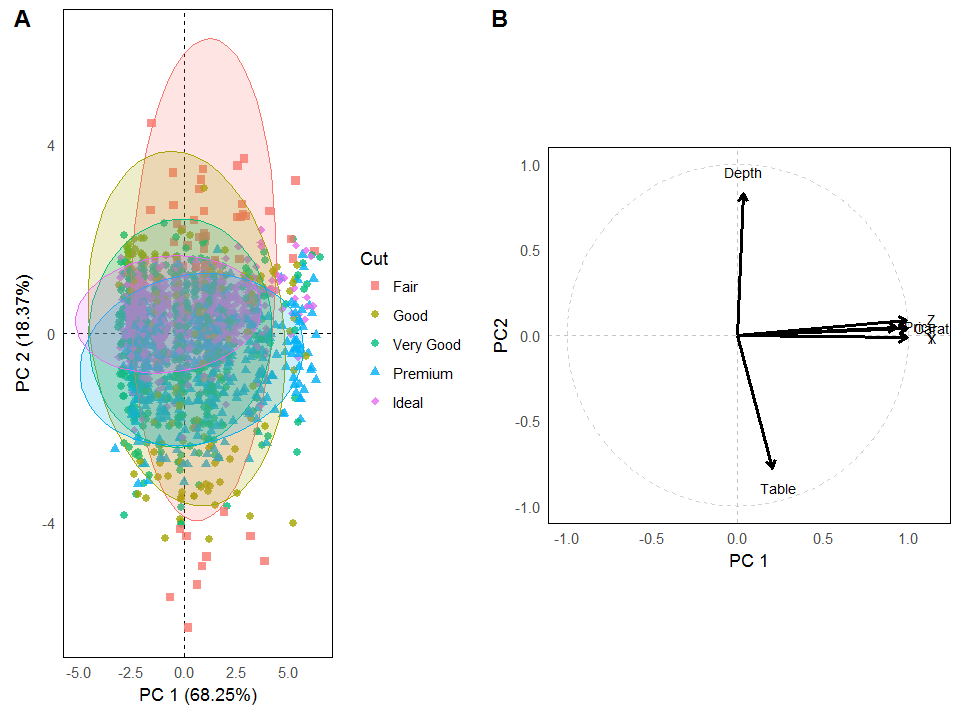 A
4
0
-4
-5.0 -2.5 0.0 2.5 5.0
PC 1 (68.25%)
PC 2 (18.37%)
Cut
Fair
Good
Very Good
Premium
Ideal
B
1.0
0.5
0.0
-0.5
-1.0
-1.0 -0.5 0.0 0.5 1.0
PC 1
PC2
Depth
Z
Price
Carat
Table